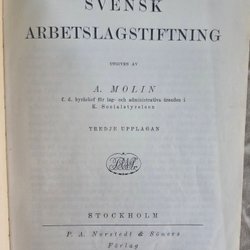 SVENSK
ARBETSLAGSTIFTNING
UTGIVEN AV
A. MOLIN
f. d. byråchef för lag- och administrativa ärenden i
K. Socialstyrelsen
TREDJE UPPLAGAN
STOCKHOLM
P. A. Norstedt & Söners
Förlag